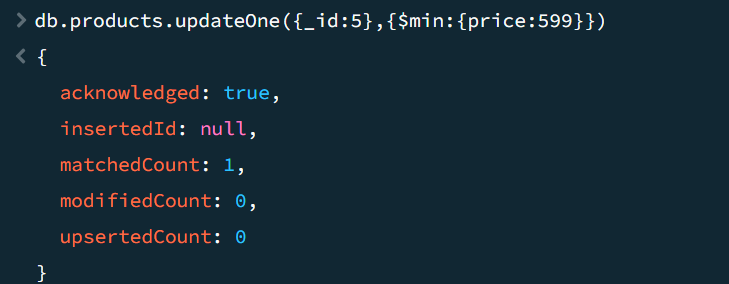 > db.products.updateOne({_id:5},{$min:{price:599}})
< {
acknowledged: true,
insertedId: null,
matchedCount: 1,
modifiedCount: 0,
upsertedCount: 0
}